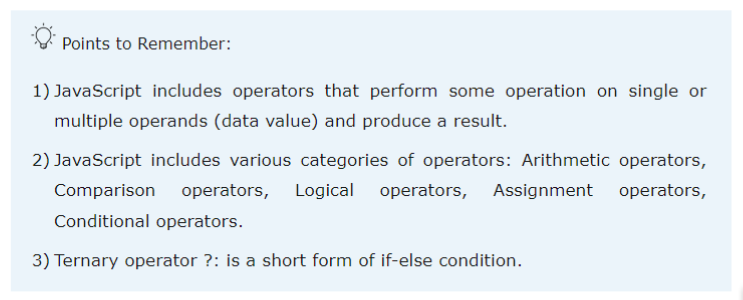 Points to Remember:
1) JavaScript includes operators that perform some operation on single or
multiple operands (data value) and produce a result.
2) JavaScript includes various categories of operators: Arithmetic operators,
Comparison operators, Logical operators, Assignment operators,
Conditional operators.
3) Ternary operator ?: is a short form of if-else condition.